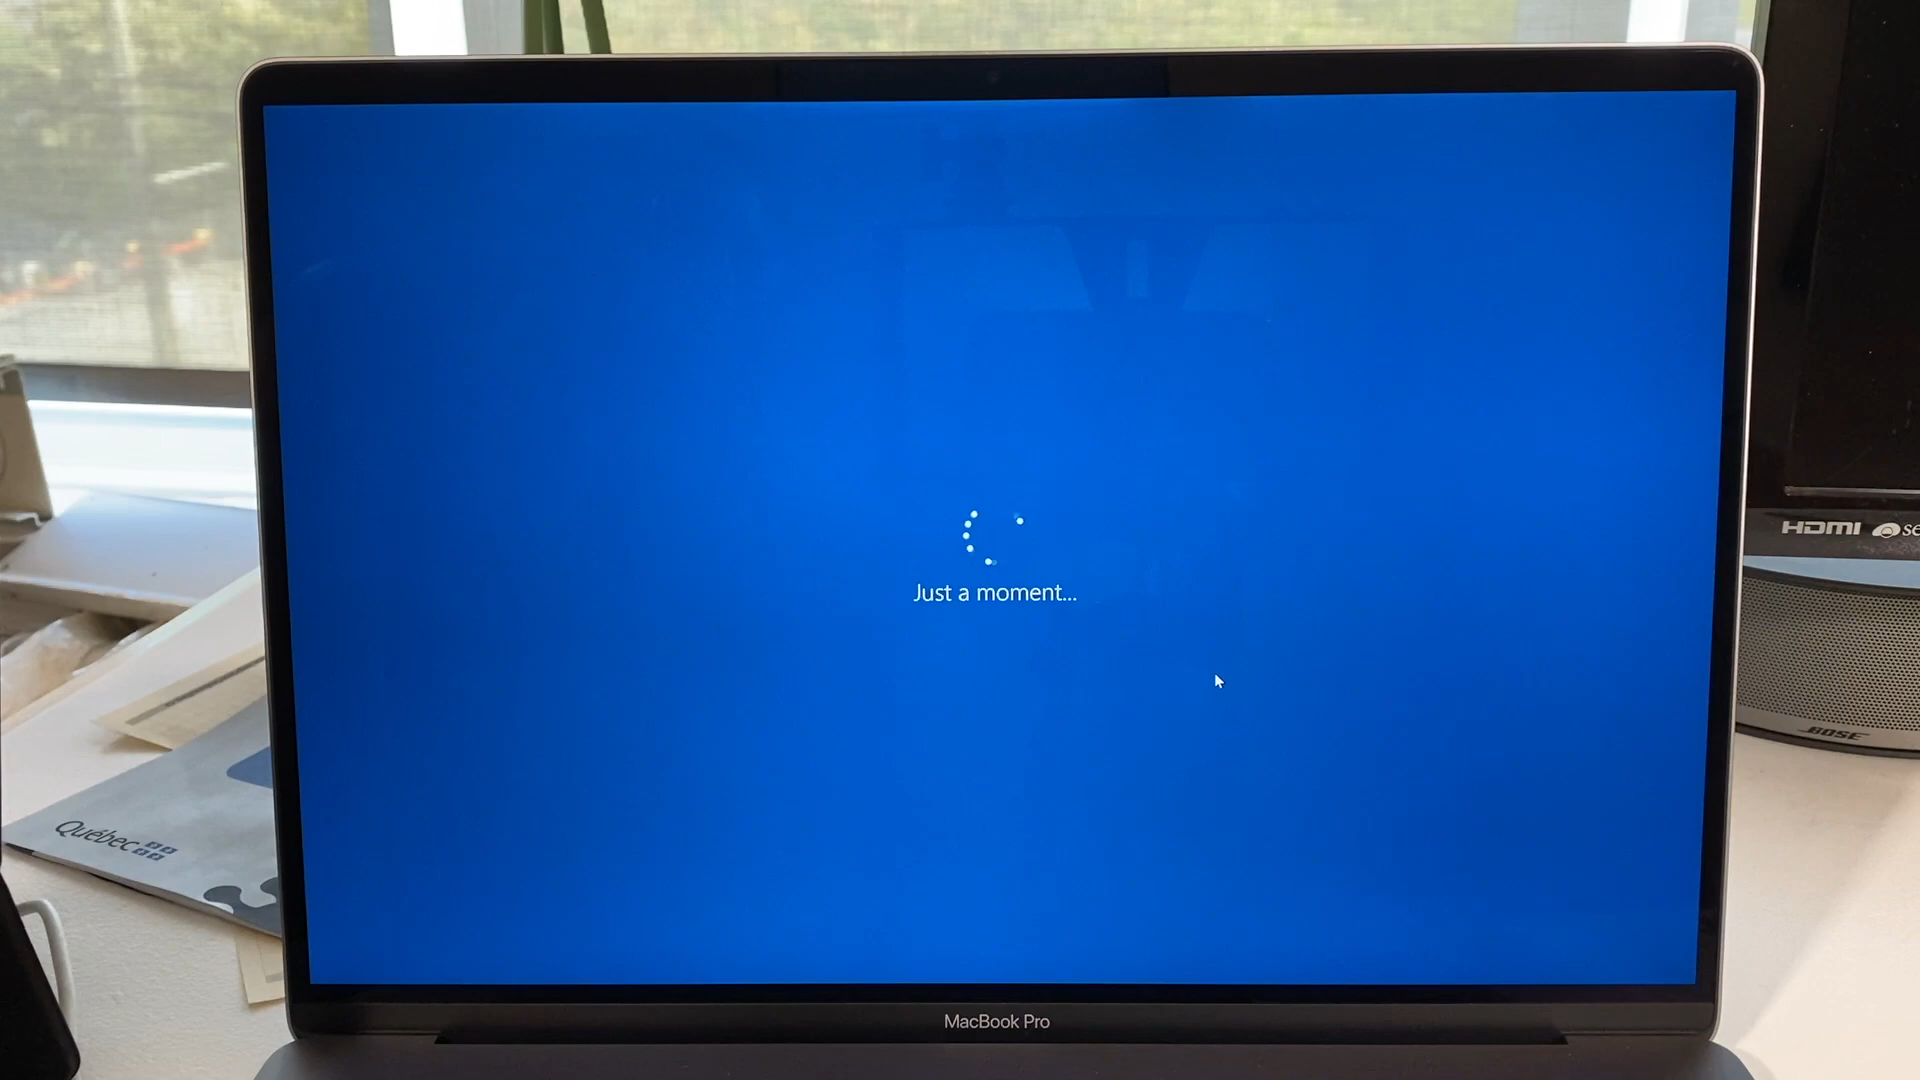 Just a moment...
MacBook Pro
HDMI
BOSE
Québec